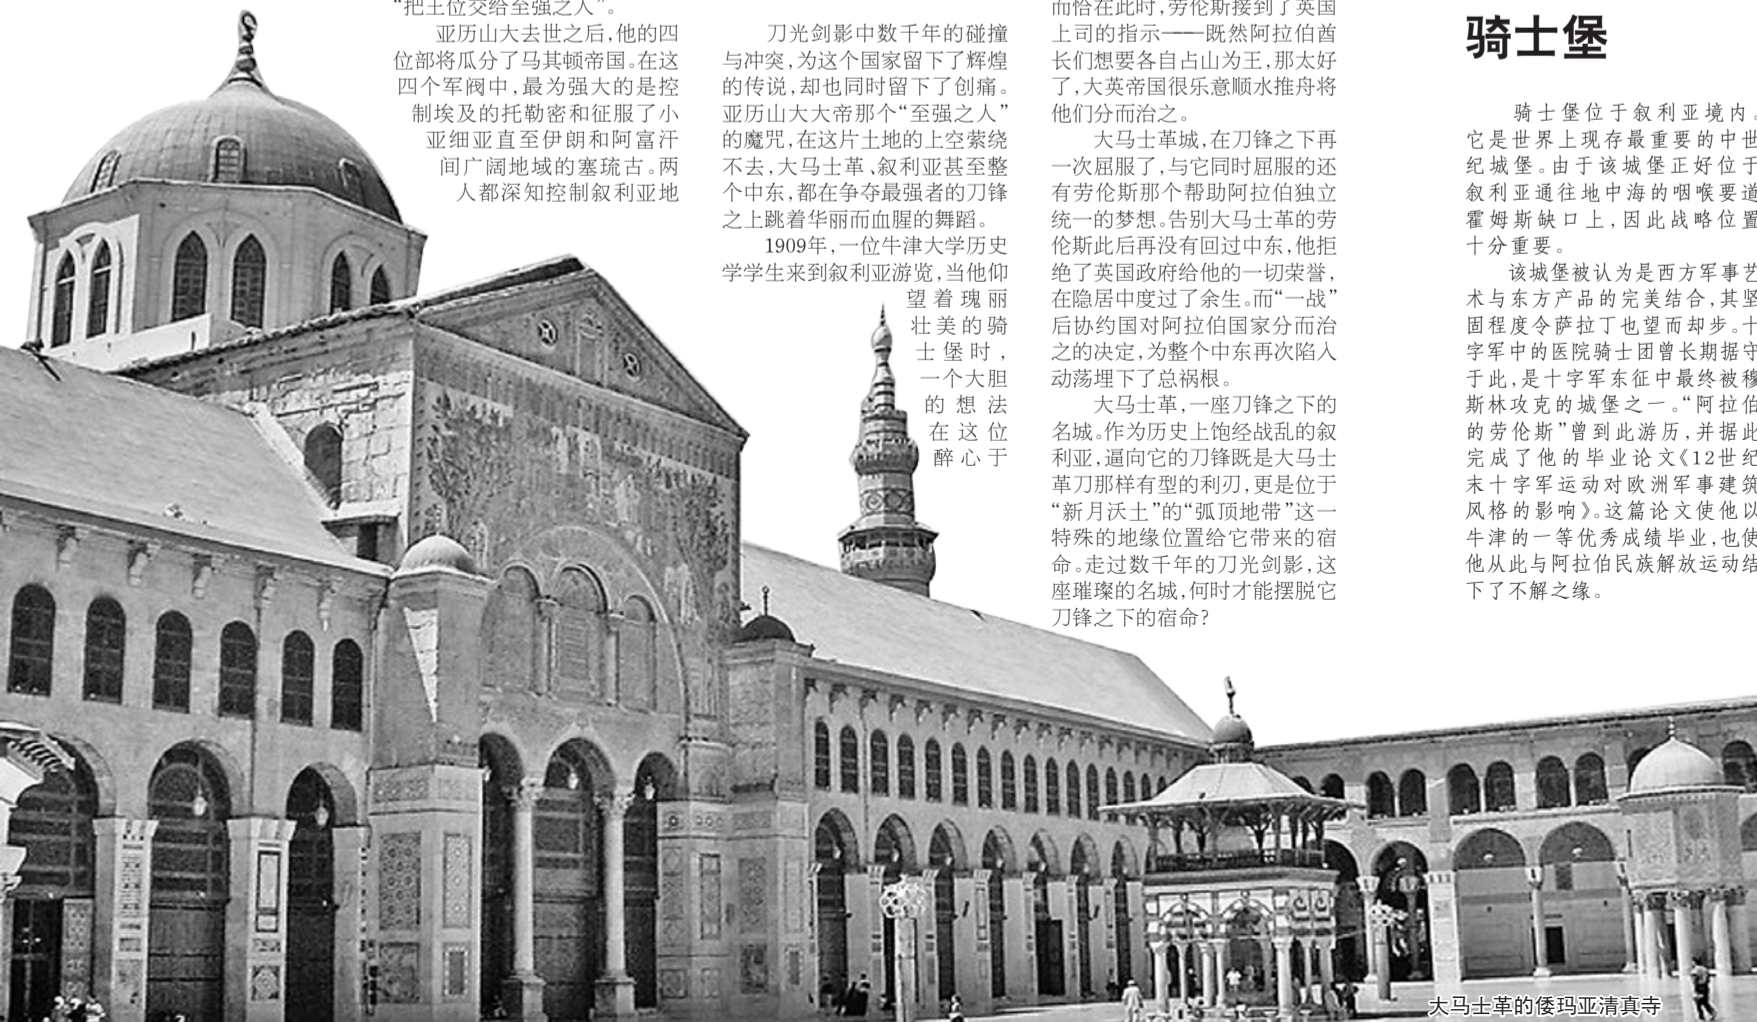 “把王位交给至强之人”。
亚历山大去世之后,他的四
位部将瓜分了马其顿帝国。在这
四个军阀中,最为强大的是控
制埃及的托勒密和征服了小
亚细亚直至伊朗和阿富汗
间广阔地域的塞琉古。两
人都深知控制叙利亚地
刀光剑影中数千年的碰撞
与冲突,为这个国家留下了辉煌
的传说,却也同时留下了创痛。
亚历山大大帝那个“至强之人”
的魔咒,在这片土地的上空萦绕
不去,大马士革、叙利亚甚至整
个中东,都在争夺最强者的刀锋
之上跳着华丽而血腥的舞蹈。
1909年,一位牛津大学历史
学学生来到叙利亚游览,当他仰
望着瑰丽
壮美的骑
士堡时,
一个大胆
的想法
在这位
醉心于
而恰在此时,劳伦斯接到了英国
上司的指示——既然阿拉伯酋
长们想要各自占山为王,那太好
了,大英帝国很乐意顺水推舟将
他们分而治之。
大马士革城,在刀锋之下再
一次屈服了,与它同时屈服的还
有劳伦斯那个帮助阿拉伯独立
统一的梦想。告别大马士革的劳
伦斯此后再没有回过中东,他拒
绝了英国政府给他的一切荣誉,
在隐居中度过了余生。而“一战”
后协约国对阿拉伯国家分而治
之的决定,为整个中东再次陷入
动荡埋下了总祸根。
大马士革,一座刀锋之下的
名城。作为历史上饱经战乱的叙
利亚,逼向它的刀锋既是大马士
革刀那样有型的利刃,更是位于
“新月沃土”的“弧顶地带”这一
特殊的地缘位置给它带来的宿
命。走过数千年的刀光剑影,这
座璀璨的名城,何时才能摆脱它
刀锋之下的宿命?
骑士堡
骑士堡位于叙利亚境内。
它是世界上现存最重要的中世
纪城堡。由于该城堡正好位于
叙利亚通往地中海的咽喉要道
霍姆斯缺口上,因此战略位置
十分重要。
该城堡被认为是西方军事艺
术与东方产品的完美结合,其坚
固程度令萨拉丁也望而却步。十
字军中的医院骑士团曾长期据守
于此,是十字军东征中最终被穆
斯林攻克的城堡之一。“阿拉伯
的劳伦斯”曾到此游历,并据此
完成了他的毕业论文《12世纪
末十字军运动对欧洲军事建筑
风格的影响》。这篇论文使他以
牛津的一等优秀成绩毕业,也使
他从此与阿拉伯民族解放运动结
下了不解之缘。
大马士革的倭玛亚清真寺